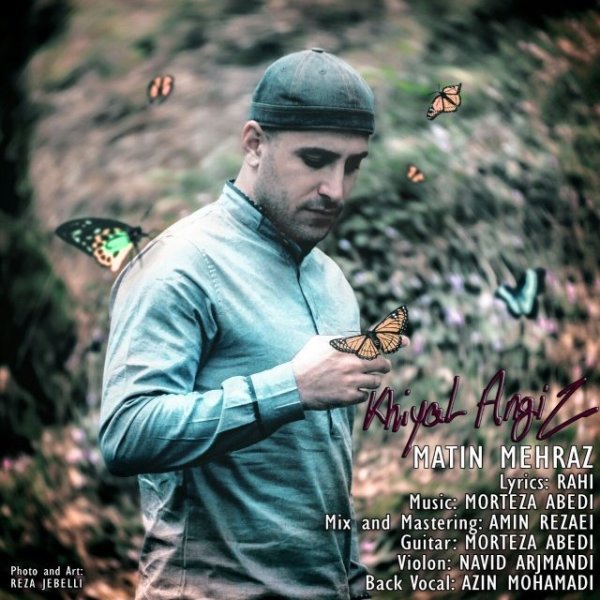 Khiyal Angiz
MATIN MEHRAZ
Lyrics: RAHI
Music: MORTEZA ABEDI
Mix and Mastering: AMIN REZAEI
Guitar: MORTEZA ABEDI
Violon: NAVID ARJMANDI
Back Vocal: AZIN MOHAMADI
Photo and Art:
REZA JEBELLI